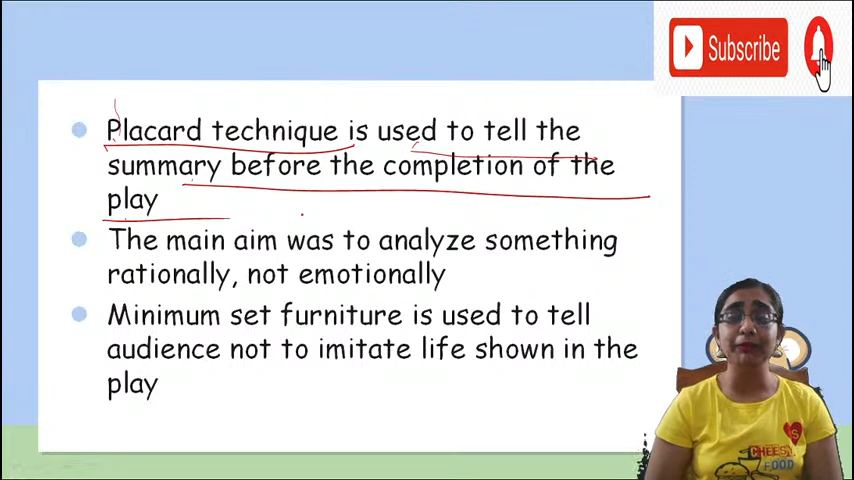 Subscribe
Placard technique is used to tell the
summary before the completion of the
play
The main aim was to analyze something
rationally, not emotionally
Minimum set furniture is used to tell
audience not to imitate life shown in the
play
S
CHEESY
FOOD